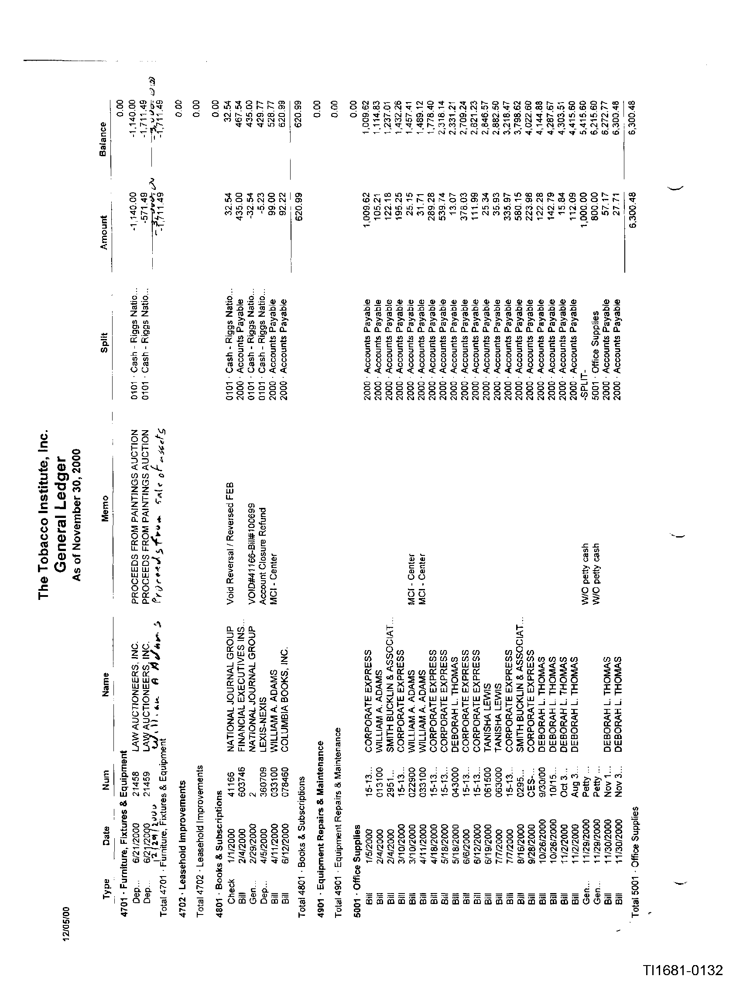 12/05/00
The Tobacco Institute, Inc.
General Ledger
As of November 30, 2000
Type Date Num Name Memo Split Amount Balance
4701 · Furniture, Fixtures & Equipment 0.00
Dep... 6/21/2000 21458 LAW AUCTIONEERS, INC. PROCEEDS FROM PAINTINGS AUCTION 0101 · Cash - Riggs Natio... -1,140.00 -1,140.00
Dep... 6/21/2000 21459 LAW AUCTIONEERS, INC. PROCEEDS FROM PAINTINGS AUCTION 0101 · Cash - Riggs Natio... -571.49 -1,711.49
William A Adams Proceeds from sale of assets
Total 4701 · Furniture, Fixtures & Equipment -1,711.49 -1,711.49
4702 · Leasehold Improvements 0.00
Total 4702 · Leasehold Improvements 0.00
4801 · Books & Subscriptions 0.00
Check 1/1/2000 41166 NATIONAL JOURNAL GROUP Void Reversal / Reversed FEB 0101 · Cash - Riggs Natio... 32.54 32.54
Bill 2/4/2000 603746 FINANCIAL EXECUTIVES INS... 2000 · Accounts Payable 435.00 467.54
Gen... 2/29/2000 2 NATIONAL JOURNAL GROUP VOID#41166-Bill#100699 0101 · Cash - Riggs Natio... -32.54 435.00
Dep... 4/5/2000 360709 LEXIS-NEXIS Account Closure Refund 0101 · Cash - Riggs Natio... -5.23 429.77
Bill 4/11/2000 033100 WILLIAM A. ADAMS MCI - Center 2000 · Accounts Payable 99.00 528.77
Bill 6/12/2000 078460 COLUMBIA BOOKS, INC. 2000 · Accounts Payable 92.22 620.99
Total 4801 · Books & Subscriptions 620.99 620.99
4901 · Equipment Repairs & Maintenance 0.00
Total 4901 · Equipment Repairs & Maintenance 0.00
5001 · Office Supplies 0.00
Bill 1/5/2000 15-13... CORPORATE EXPRESS 2000 · Accounts Payable 1,009.62 1,009.62
Bill 2/4/2000 013100 WILLIAM A. ADAMS 2000 · Accounts Payable 105.21 1,114.83
Bill 2/4/2000 2951... SMITH BUCKLIN & ASSOCIAT... 2000 · Accounts Payable 122.18 1,237.01
Bill 3/10/2000 15-13... CORPORATE EXPRESS 2000 · Accounts Payable 195.25 1,432.26
Bill 3/10/2000 022900 WILLIAM A. ADAMS MCI - Center 2000 · Accounts Payable 25.15 1,457.41
Bill 4/11/2000 033100 WILLIAM A. ADAMS MCI - Center 2000 · Accounts Payable 31.71 1,489.12
Bill 4/18/2000 15-13... CORPORATE EXPRESS 2000 · Accounts Payable 289.28 1,778.40
Bill 5/18/2000 15-13... CORPORATE EXPRESS 2000 · Accounts Payable 539.74 2,318.14
Bill 5/18/2000 043000 DEBORAH L. THOMAS 2000 · Accounts Payable 13.07 2,331.21
Bill 6/6/2000 15-13... CORPORATE EXPRESS 2000 · Accounts Payable 378.03 2,709.24
Bill 6/12/2000 15-13... CORPORATE EXPRESS 2000 · Accounts Payable 111.99 2,821.23
Bill 6/19/2000 061500 TANISHA LEWIS 2000 · Accounts Payable 25.34 2,846.57
Bill 7/7/2000 063000 TANISHA LEWIS 2000 · Accounts Payable 35.93 2,882.50
Bill 7/7/2000 15-13... CORPORATE EXPRESS 2000 · Accounts Payable 335.97 3,218.47
Bill 8/16/2000 0295... SMITH BUCKLIN & ASSOCIAT... 2000 · Accounts Payable 580.15 3,798.62
Bill 9/28/2000 CES-... CORPORATE EXPRESS 2000 · Accounts Payable 223.98 4,022.60
Bill 10/26/2000 093000 DEBORAH L. THOMAS 2000 · Accounts Payable 122.28 4,144.88
Bill 10/26/2000 10/15... DEBORAH L. THOMAS 2000 · Accounts Payable 142.79 4,287.67
Bill 11/2/2000 Oct 3... DEBORAH L. THOMAS 2000 · Accounts Payable 15.84 4,303.51
Bill 11/2/2000 Aug 3... DEBORAH L. THOMAS 2000 · Accounts Payable 112.09 4,415.60
Gen... 11/29/2000 Petty ... W/O petty cash -SPLIT- 1,000.00 5,415.60
Gen... 11/29/2000 Petty ... W/O petty cash 5001 · Office Supplies 800.00 6,215.60
Bill 11/30/2000 Nov 1... DEBORAH L. THOMAS 2000 · Accounts Payable 57.17 6,272.77
Bill 11/30/2000 Nov 3... DEBORAH L. THOMAS 2000 · Accounts Payable 27.71 6,300.48
Total 5001 · Office Supplies 6,300.48 6,300.48
TI1681-0132